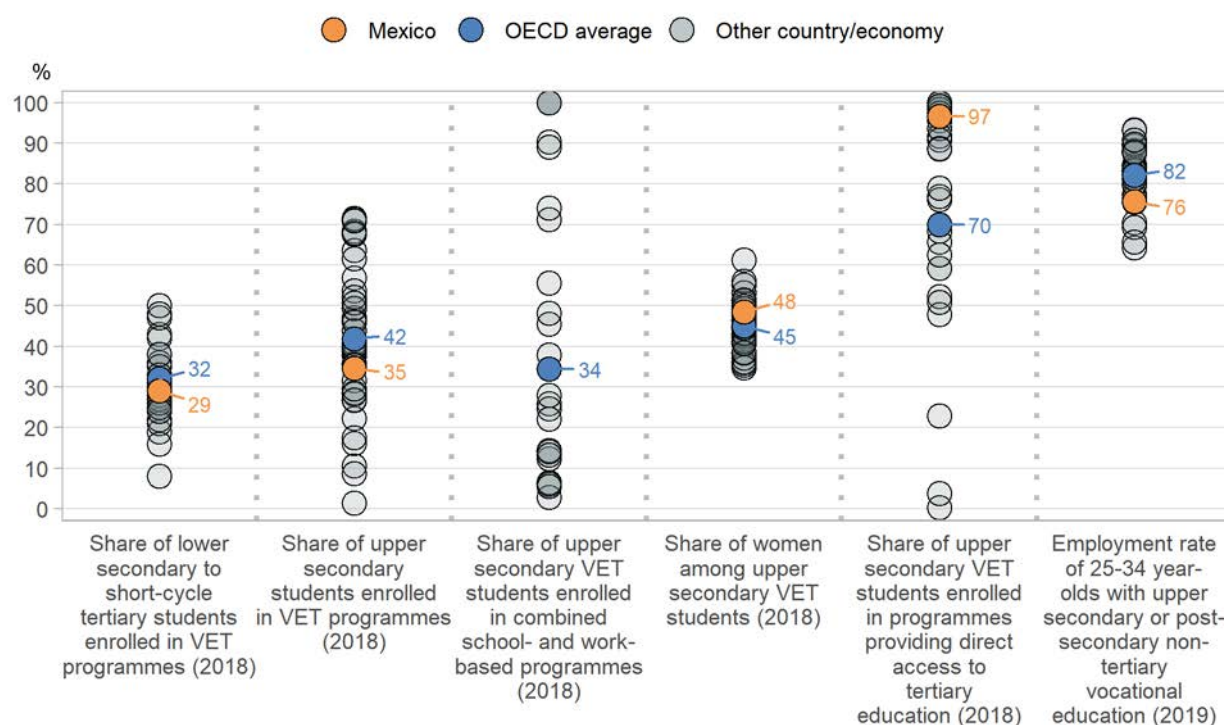 Mexico OECD average Other country/economy
%
100
90
80
70
60
50
40
30
20
10
0
32
29
42
35
34
48
45
97
70
82
76
Share of lower
secondary to
short-cycle
tertiary students
enrolled in VET
programmes (2018)
Share of upper
secondary
students enrolled
in VET programmes
(2018)
Share of upper
secondary VET
students enrolled
in combined
school- and work-
based programmes
(2018)
Share of women
among upper
secondary VET
students (2018)
Share of upper
secondary VET
students enrolled
in programmes
providing direct
access to
tertiary
education (2018)
Employment rate
of 25-34 year-
olds with upper
secondary or post-
secondary non-
tertiary
vocational
education (2019)